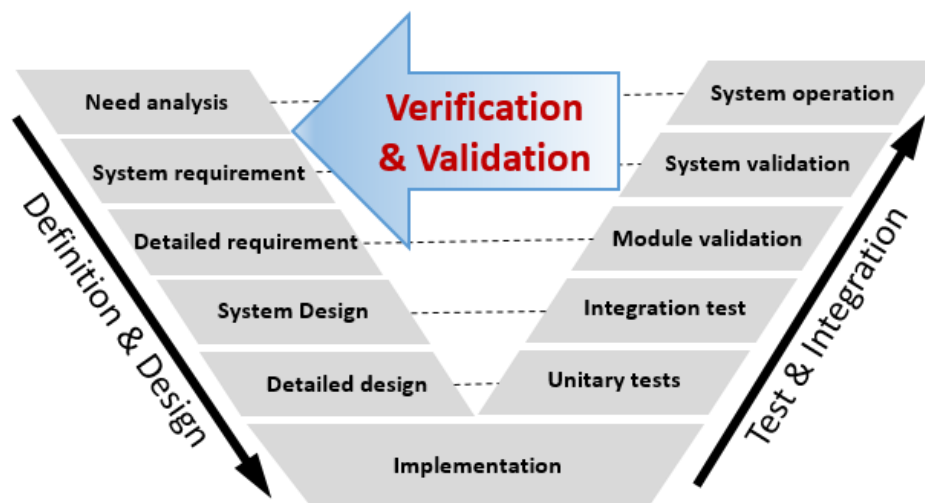 Verification
& Validation
Need analysis
System operation
System requirement
System validation
Detailed requirement
Module validation
System Design
Integration test
Detailed design
Unitary tests
Implementation
Definition & Design
Test & Integration